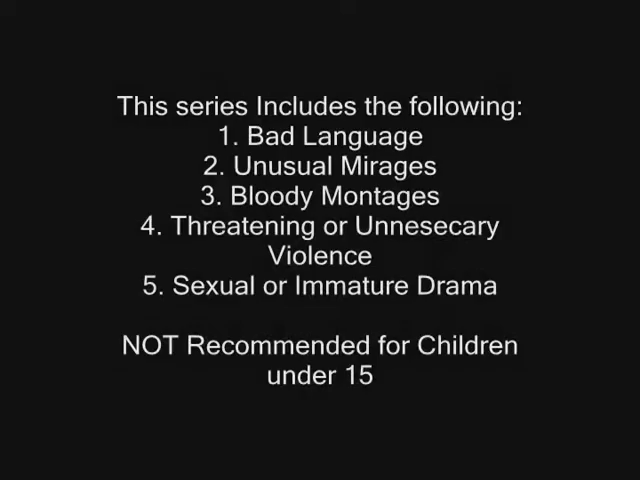 This series Includes the following:
1. Bad Language
2. Unusual Mirages
3. Bloody Montages
4. Threatening or Unnesecary
Violence
5. Sexual or Immature Drama
NOT Recommended for Children
under 15